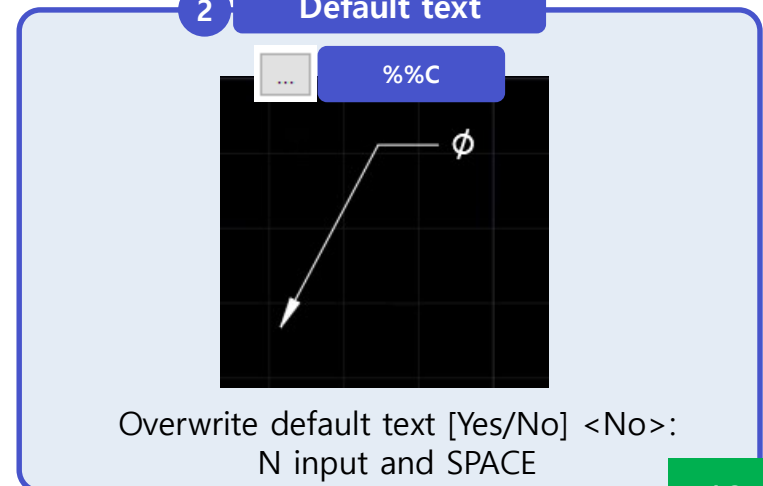 2
Default text
...
%%C
Ø
Overwrite default text [Yes/No] <No>:
N input and SPACE